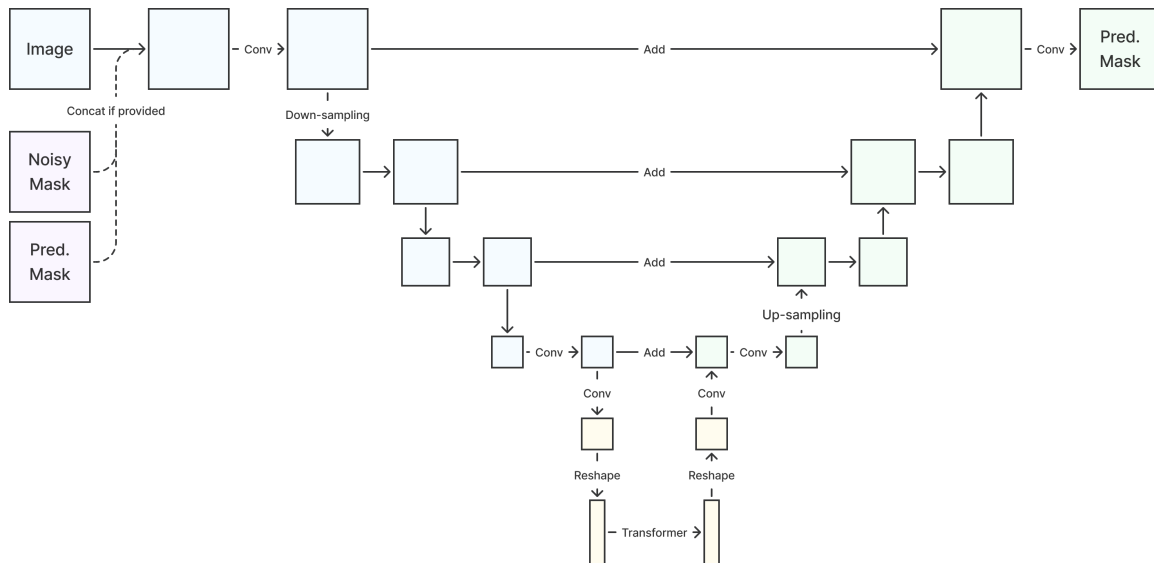 Image
Conv
Add
Conv
Pred.
Mask
Concat if provided
Down-sampling
Noisy
Mask
Add
Pred.
Mask
Add
Up-sampling
Conv
Add
Conv
Conv
Conv
Reshape
Reshape
Transformer